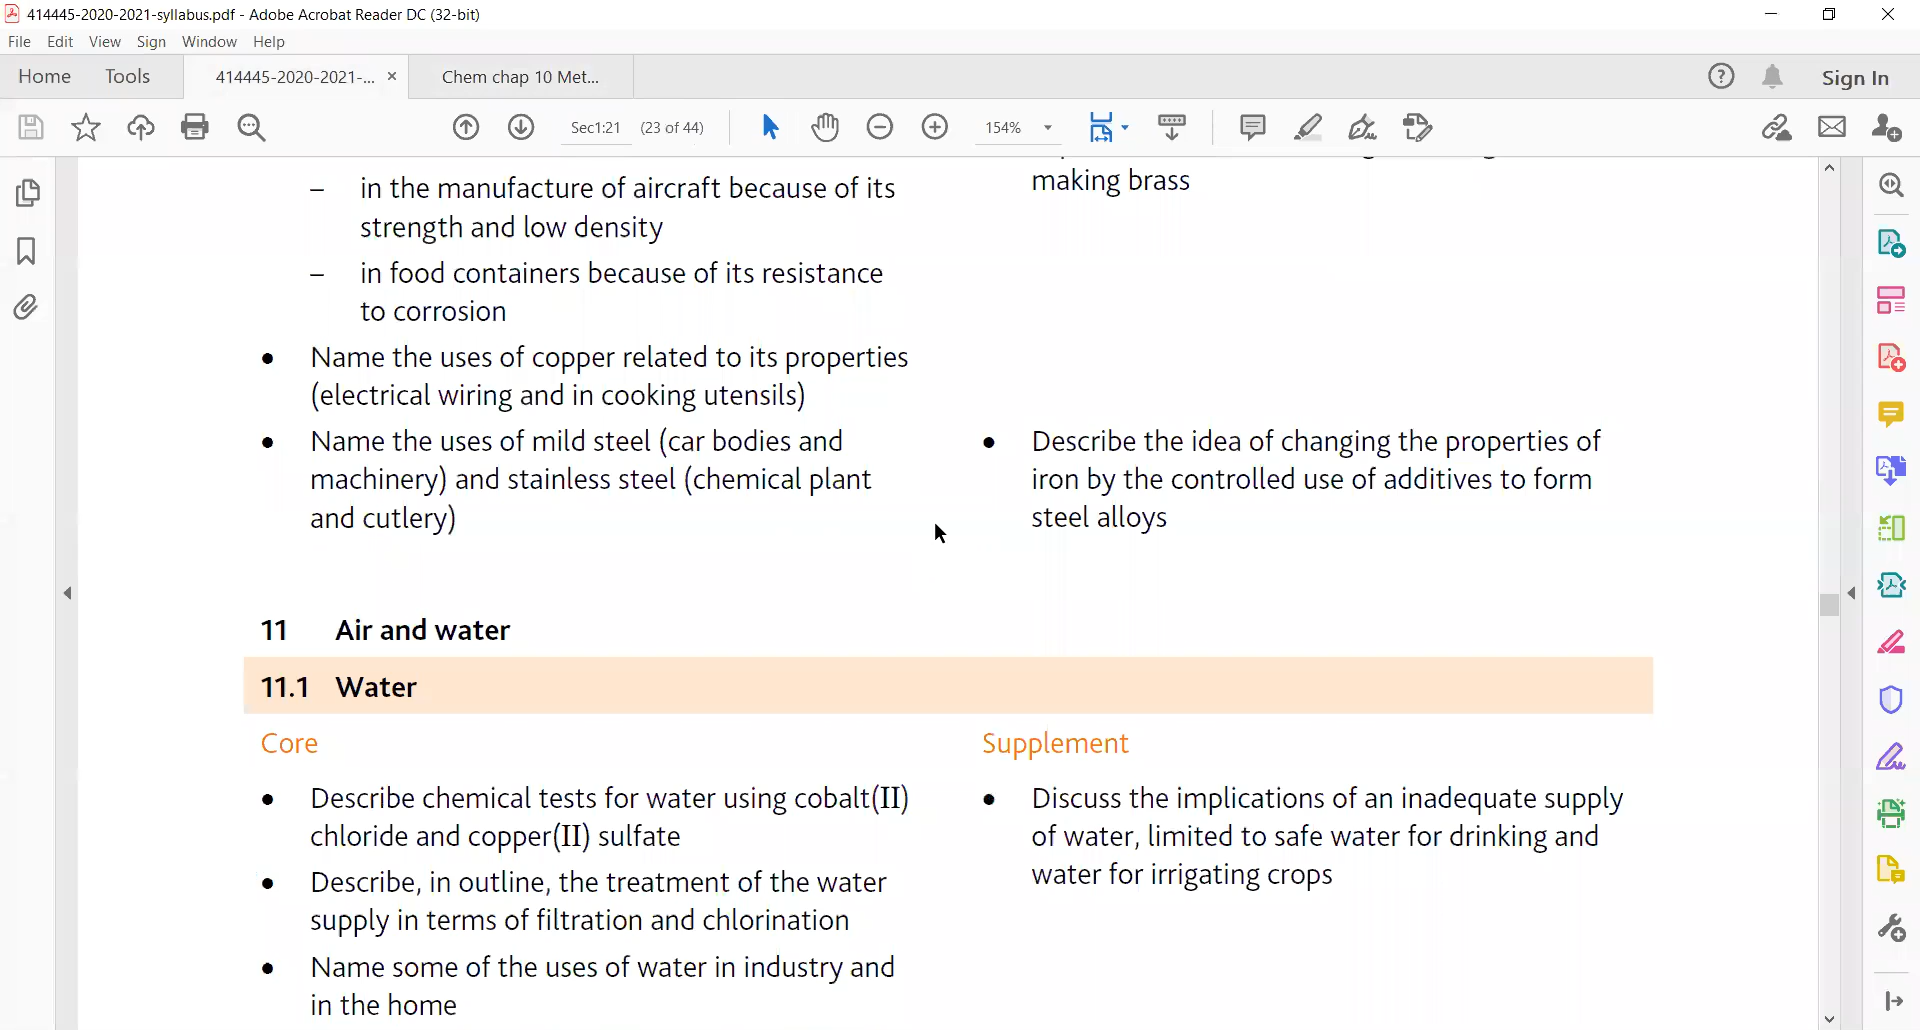 414445-2020-2021-syllabus.pdf - Adobe Acrobat Reader DC (32-bit)
File Edit View Sign Window Help
Home Tools 414445-2020-2021-... × Chem chap 10 Met... Sign In
Sec1:21 (23 of 44) 154%
making brass
– in the manufacture of aircraft because of its
strength and low density
– in food containers because of its resistance
to corrosion
• Name the uses of copper related to its properties
(electrical wiring and in cooking utensils)
• Name the uses of mild steel (car bodies and
machinery) and stainless steel (chemical plant
and cutlery)
• Describe the idea of changing the properties of
iron by the controlled use of additives to form
steel alloys
11 Air and water
11.1 Water
Core
• Describe chemical tests for water using cobalt(II)
chloride and copper(II) sulfate
• Describe, in outline, the treatment of the water
supply in terms of filtration and chlorination
• Name some of the uses of water in industry and
in the home
Supplement
• Discuss the implications of an inadequate supply
of water, limited to safe water for drinking and
water for irrigating crops